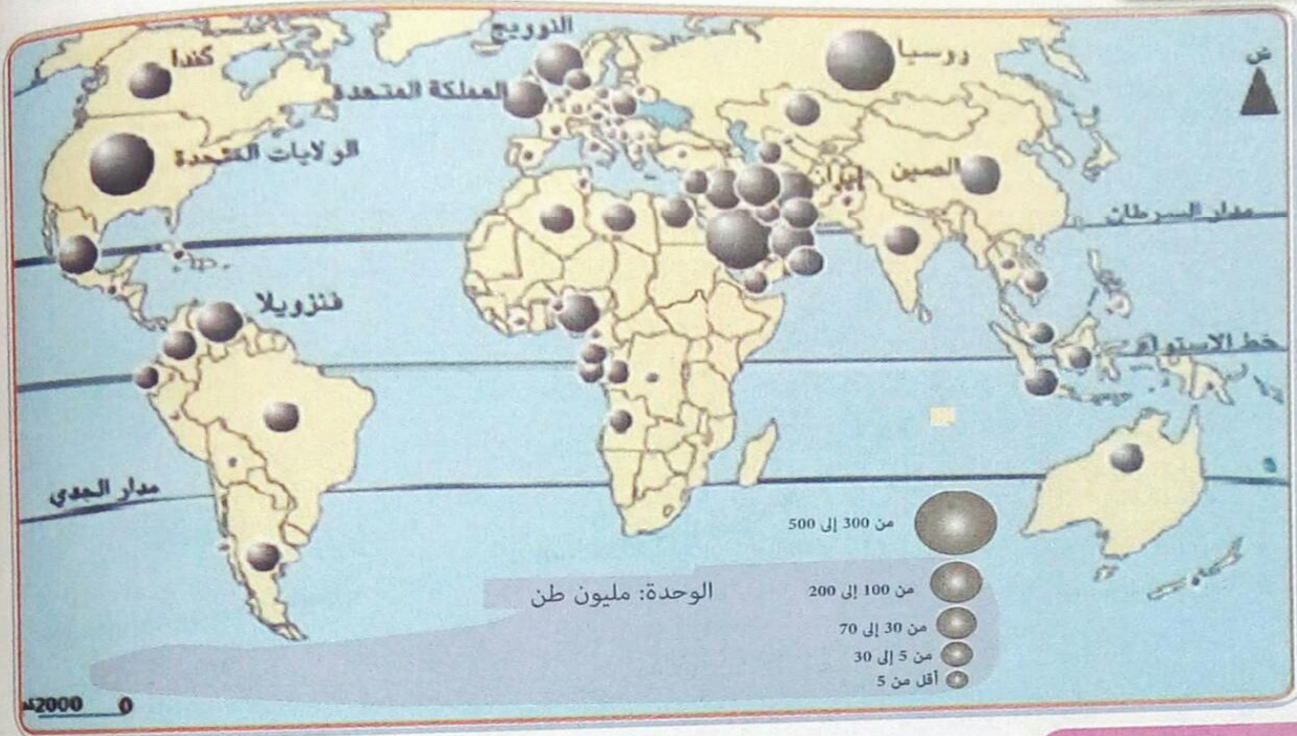 النوريج
كندا
روسيا
ش
المملكة المتحدة
الولايات المتحدة
الصين
إيران
مدار السرطان
فنزويلا
خط الاستواء
مدار الجدي
من 300 إلى 500
من 100 إلى 200
الوحدة: مليون طن
من 30 إلى 70
من 5 إلى 30
أقل من 5
0 2000كم